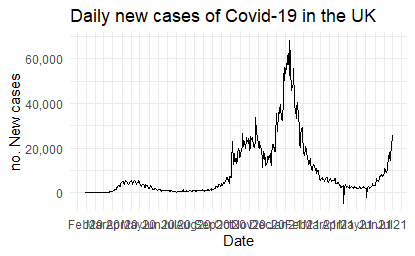 Daily new cases of Covid-19 in the UK
60,000
40,000
20,000
0
no. New cases
Date